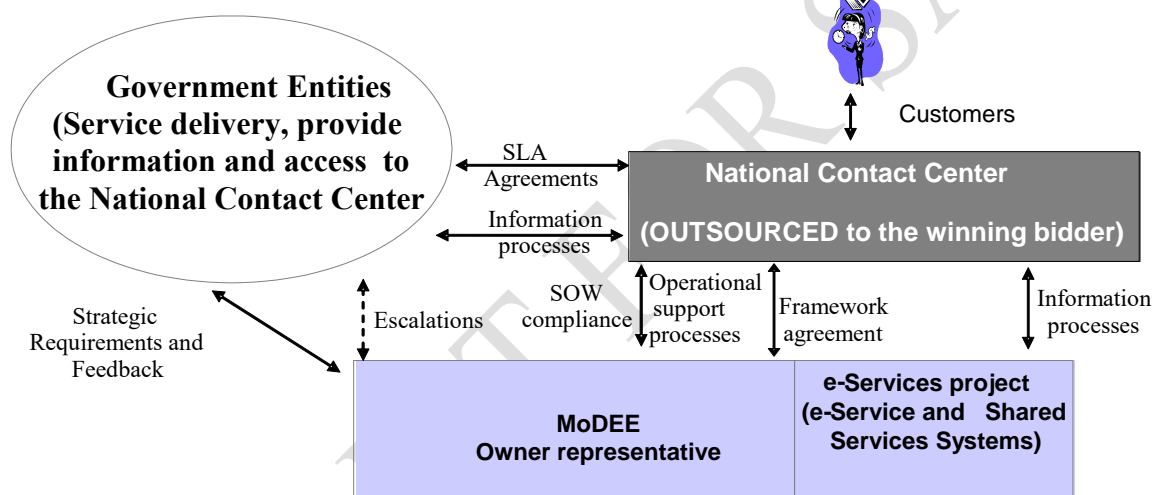 Government Entities
(Service delivery, provide
information and access to
the National Contact Center
Customers
SLA
Agreements
National Contact Center
(OUTSOURCED to the winning bidder)
Information
processes
Strategic
Requirements and
Feedback
Escalations
SOW
compliance
Operational
support
processes
Framework
agreement
Information
processes
MoDEE
Owner representative
e-Services project
(e-Service and Shared
Services Systems)